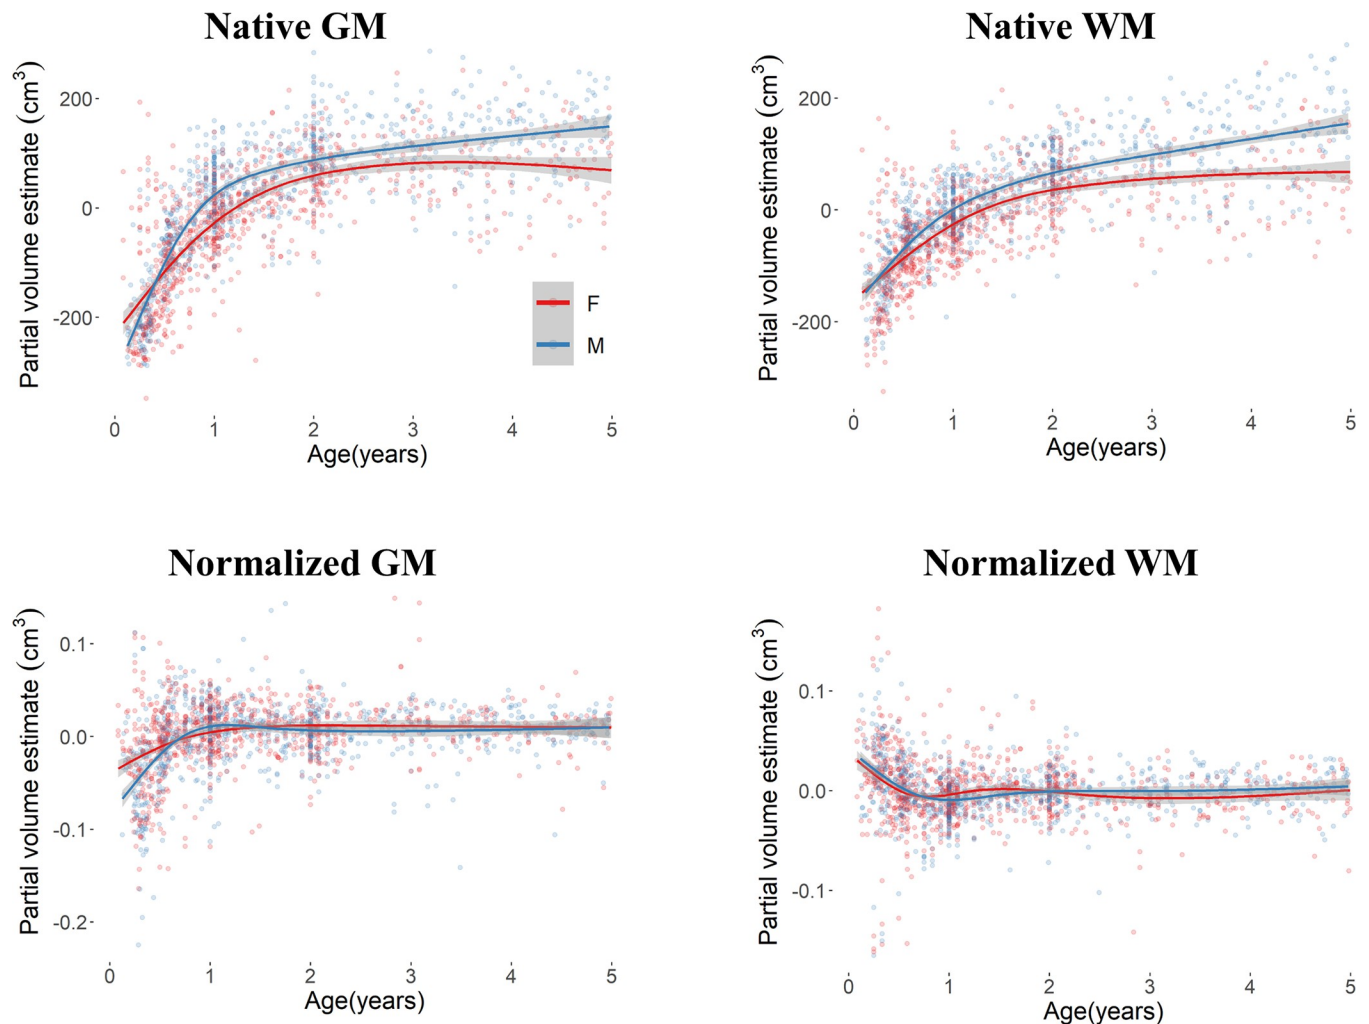 Native GM
Partial volume estimate (cm³)
200
0
-200
0 1 2 3 4 5
Age(years)
F
M
Native WM
Partial volume estimate (cm³)
200
0
-200
0 1 2 3 4 5
Age(years)
Normalized GM
Partial volume estimate (cm³)
0.1
0.0
-0.1
-0.2
0 1 2 3 4 5
Age(years)
Normalized WM
Partial volume estimate (cm³)
0.1
0.0
-0.1
0 1 2 3 4 5
Age(years)